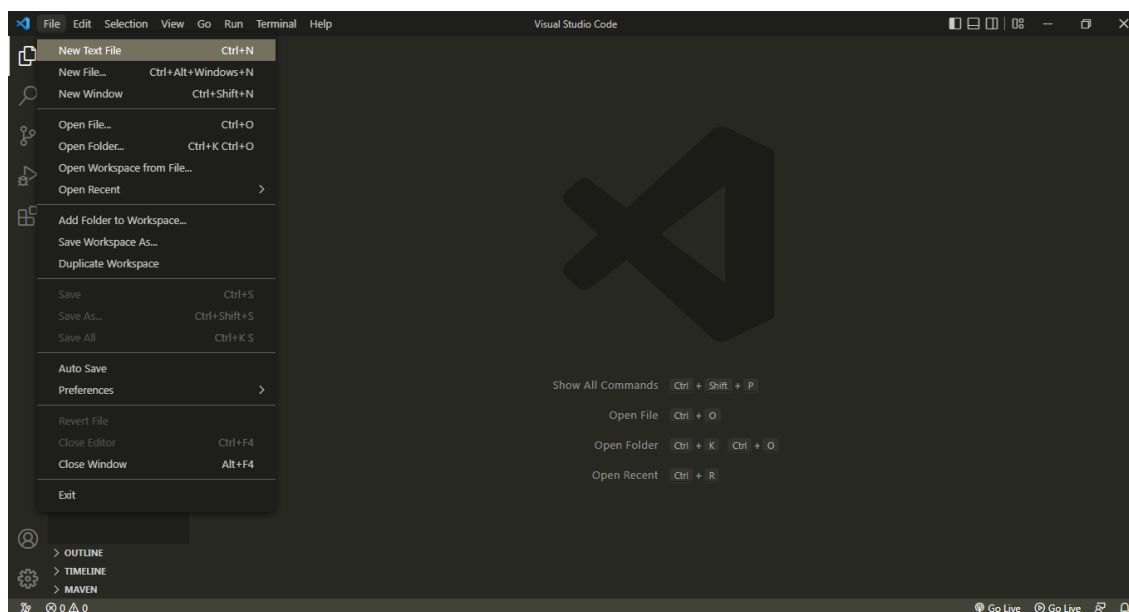 File Edit Selection View Go Run Terminal Help Visual Studio Code
New Text File Ctrl+N
New File... Ctrl+Alt+Windows+N
New Window Ctrl+Shift+N
Open File... Ctrl+O
Open Folder... Ctrl+K Ctrl+O
Open Workspace from File...
Open Recent
Add Folder to Workspace...
Save Workspace As...
Duplicate Workspace
Save Ctrl+S
Save As... Ctrl+Shift+S
Save All Ctrl+K S
Auto Save
Preferences
Revert File
Close Editor Ctrl+F4
Close Window Alt+F4
Exit
Show All Commands Ctrl + Shift + P
Open File Ctrl + O
Open Folder Ctrl + K Ctrl + O
Open Recent Ctrl + R
OUTLINE
TIMELINE
MAVEN
0 0 Go Live Go Live